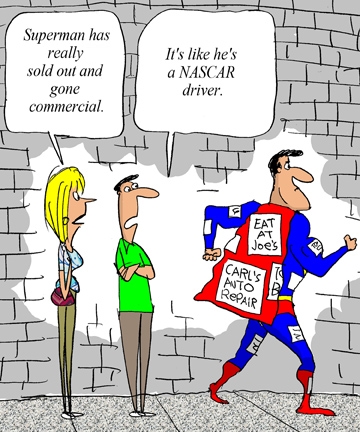 Superman has
really
sold out and
gone
commercial.
It's like he's
a NASCAR
driver.
EAT
AT
JOE'S
CARL'S
AUTO
REPAIR